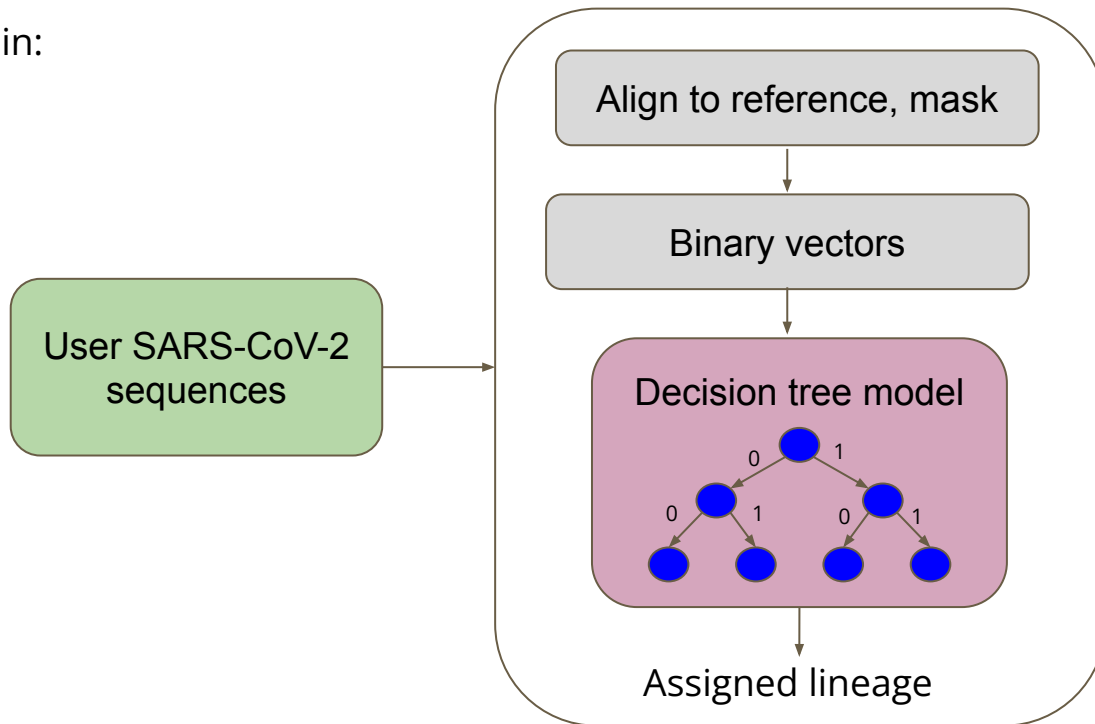 in:
Align to reference, mask
Binary vectors
User SARS-CoV-2
sequences
Decision tree model
0
1
0
1
0
1
Assigned lineage